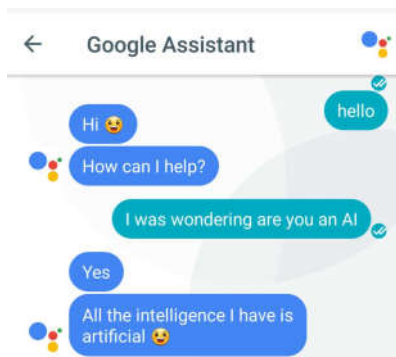 Google Assistant
hello
Hi 😉
How can I help?
I was wondering are you an AI
Yes
All the intelligence I have is
artificial 😉